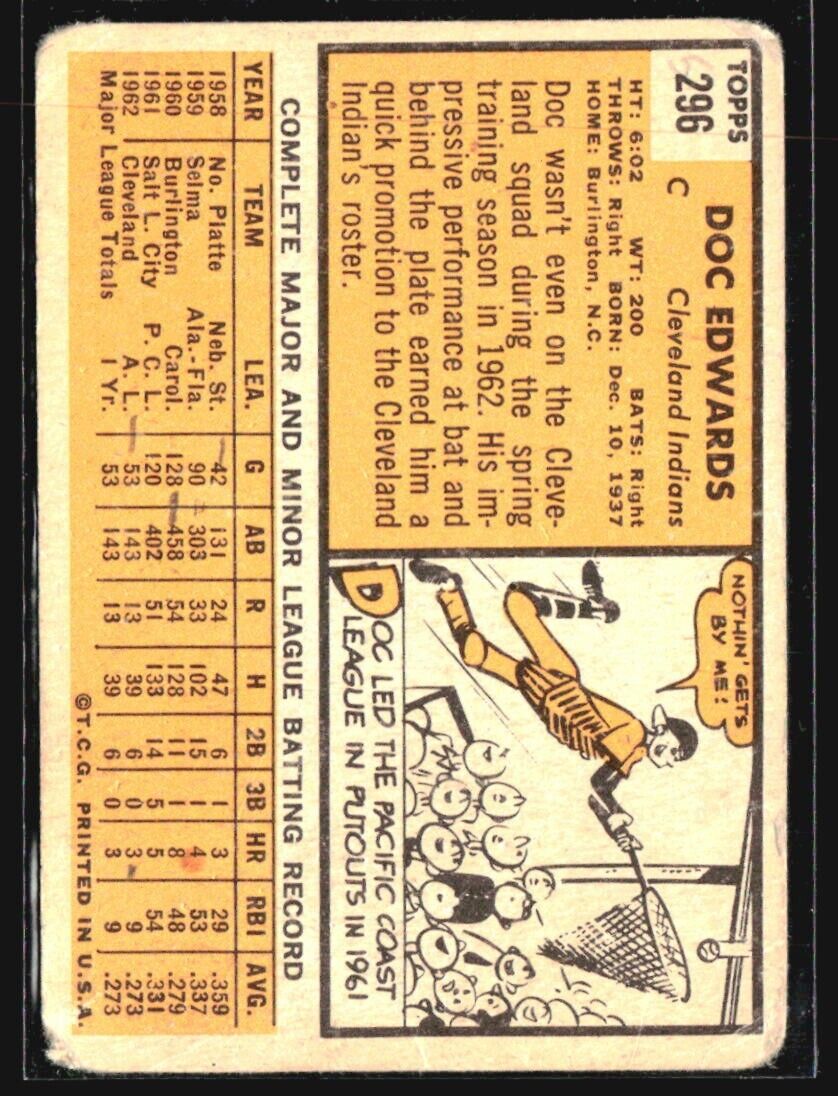 TOPPS
296
DOC EDWARDS
C Cleveland Indians
HT: 6:02 WT: 200 BATS: Right
THROWS: Right BORN: Dec. 10, 1937
HOME: Burlington, N.C.
Doc wasn't even on the Cleve-
land squad during the spring
training season in 1962. His im-
pressive performance at bat and
behind the plate earned him a
quick promotion to the Cleveland
Indian's roster.
NOTHIN' GETS
BY ME!
DOC LED THE PACIFIC COAST
LEAGUE IN PUTOUTS IN 1961
COMPLETE MAJOR AND MINOR LEAGUE BATTING RECORD
YEAR TEAM LEA. G AB R H 2B 3B HR RBI AVG.
1958 No. Platte Neb. St. 42 131 24 47 6 1 3 29 .359
1959 Selma Ala.-Fla. 90 303 33 102 15 1 4 53 .337
1960 Burlington Carol. 128 458 54 128 11 1 8 48 .279
1961 Salt L. City P. C. L. 120 402 51 133 14 5 5 54 .331
1962 Cleveland A. L. 53 143 13 39 6 0 3 9 .273
Major League Totals 1 Yr. 53 143 13 39 6 0 3 9 .273
©T.C.G. PRINTED IN U.S.A.